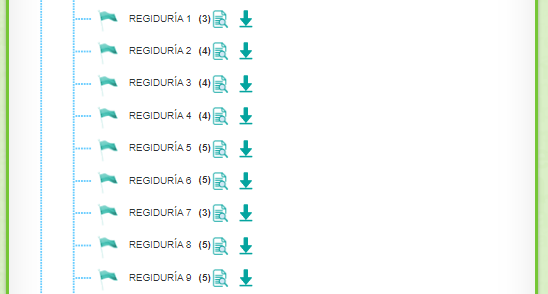 REGIDURÍA 1 (3)
REGIDURÍA 2 (4)
REGIDURÍA 3 (4)
REGIDURÍA 4 (4)
REGIDURÍA 5 (5)
REGIDURÍA 6 (5)
REGIDURÍA 7 (3)
REGIDURÍA 8 (5)
REGIDURÍA 9 (5)